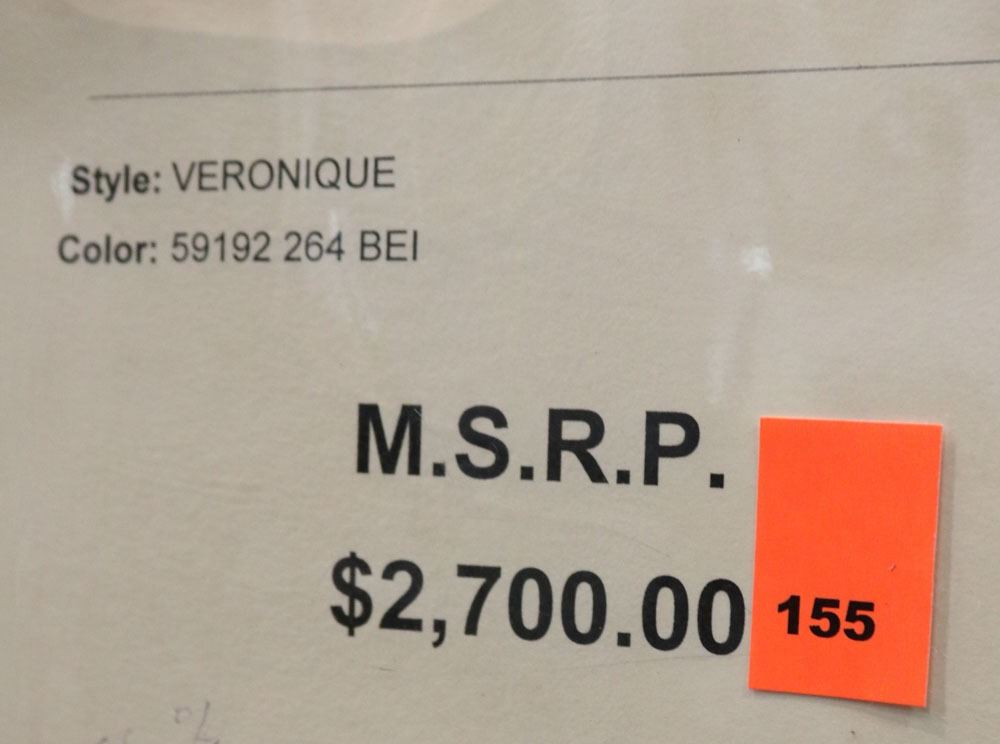 Style: VERONIQUE
Color: 59192 264 BEI
M.S.R.P.
$2,700.00
155